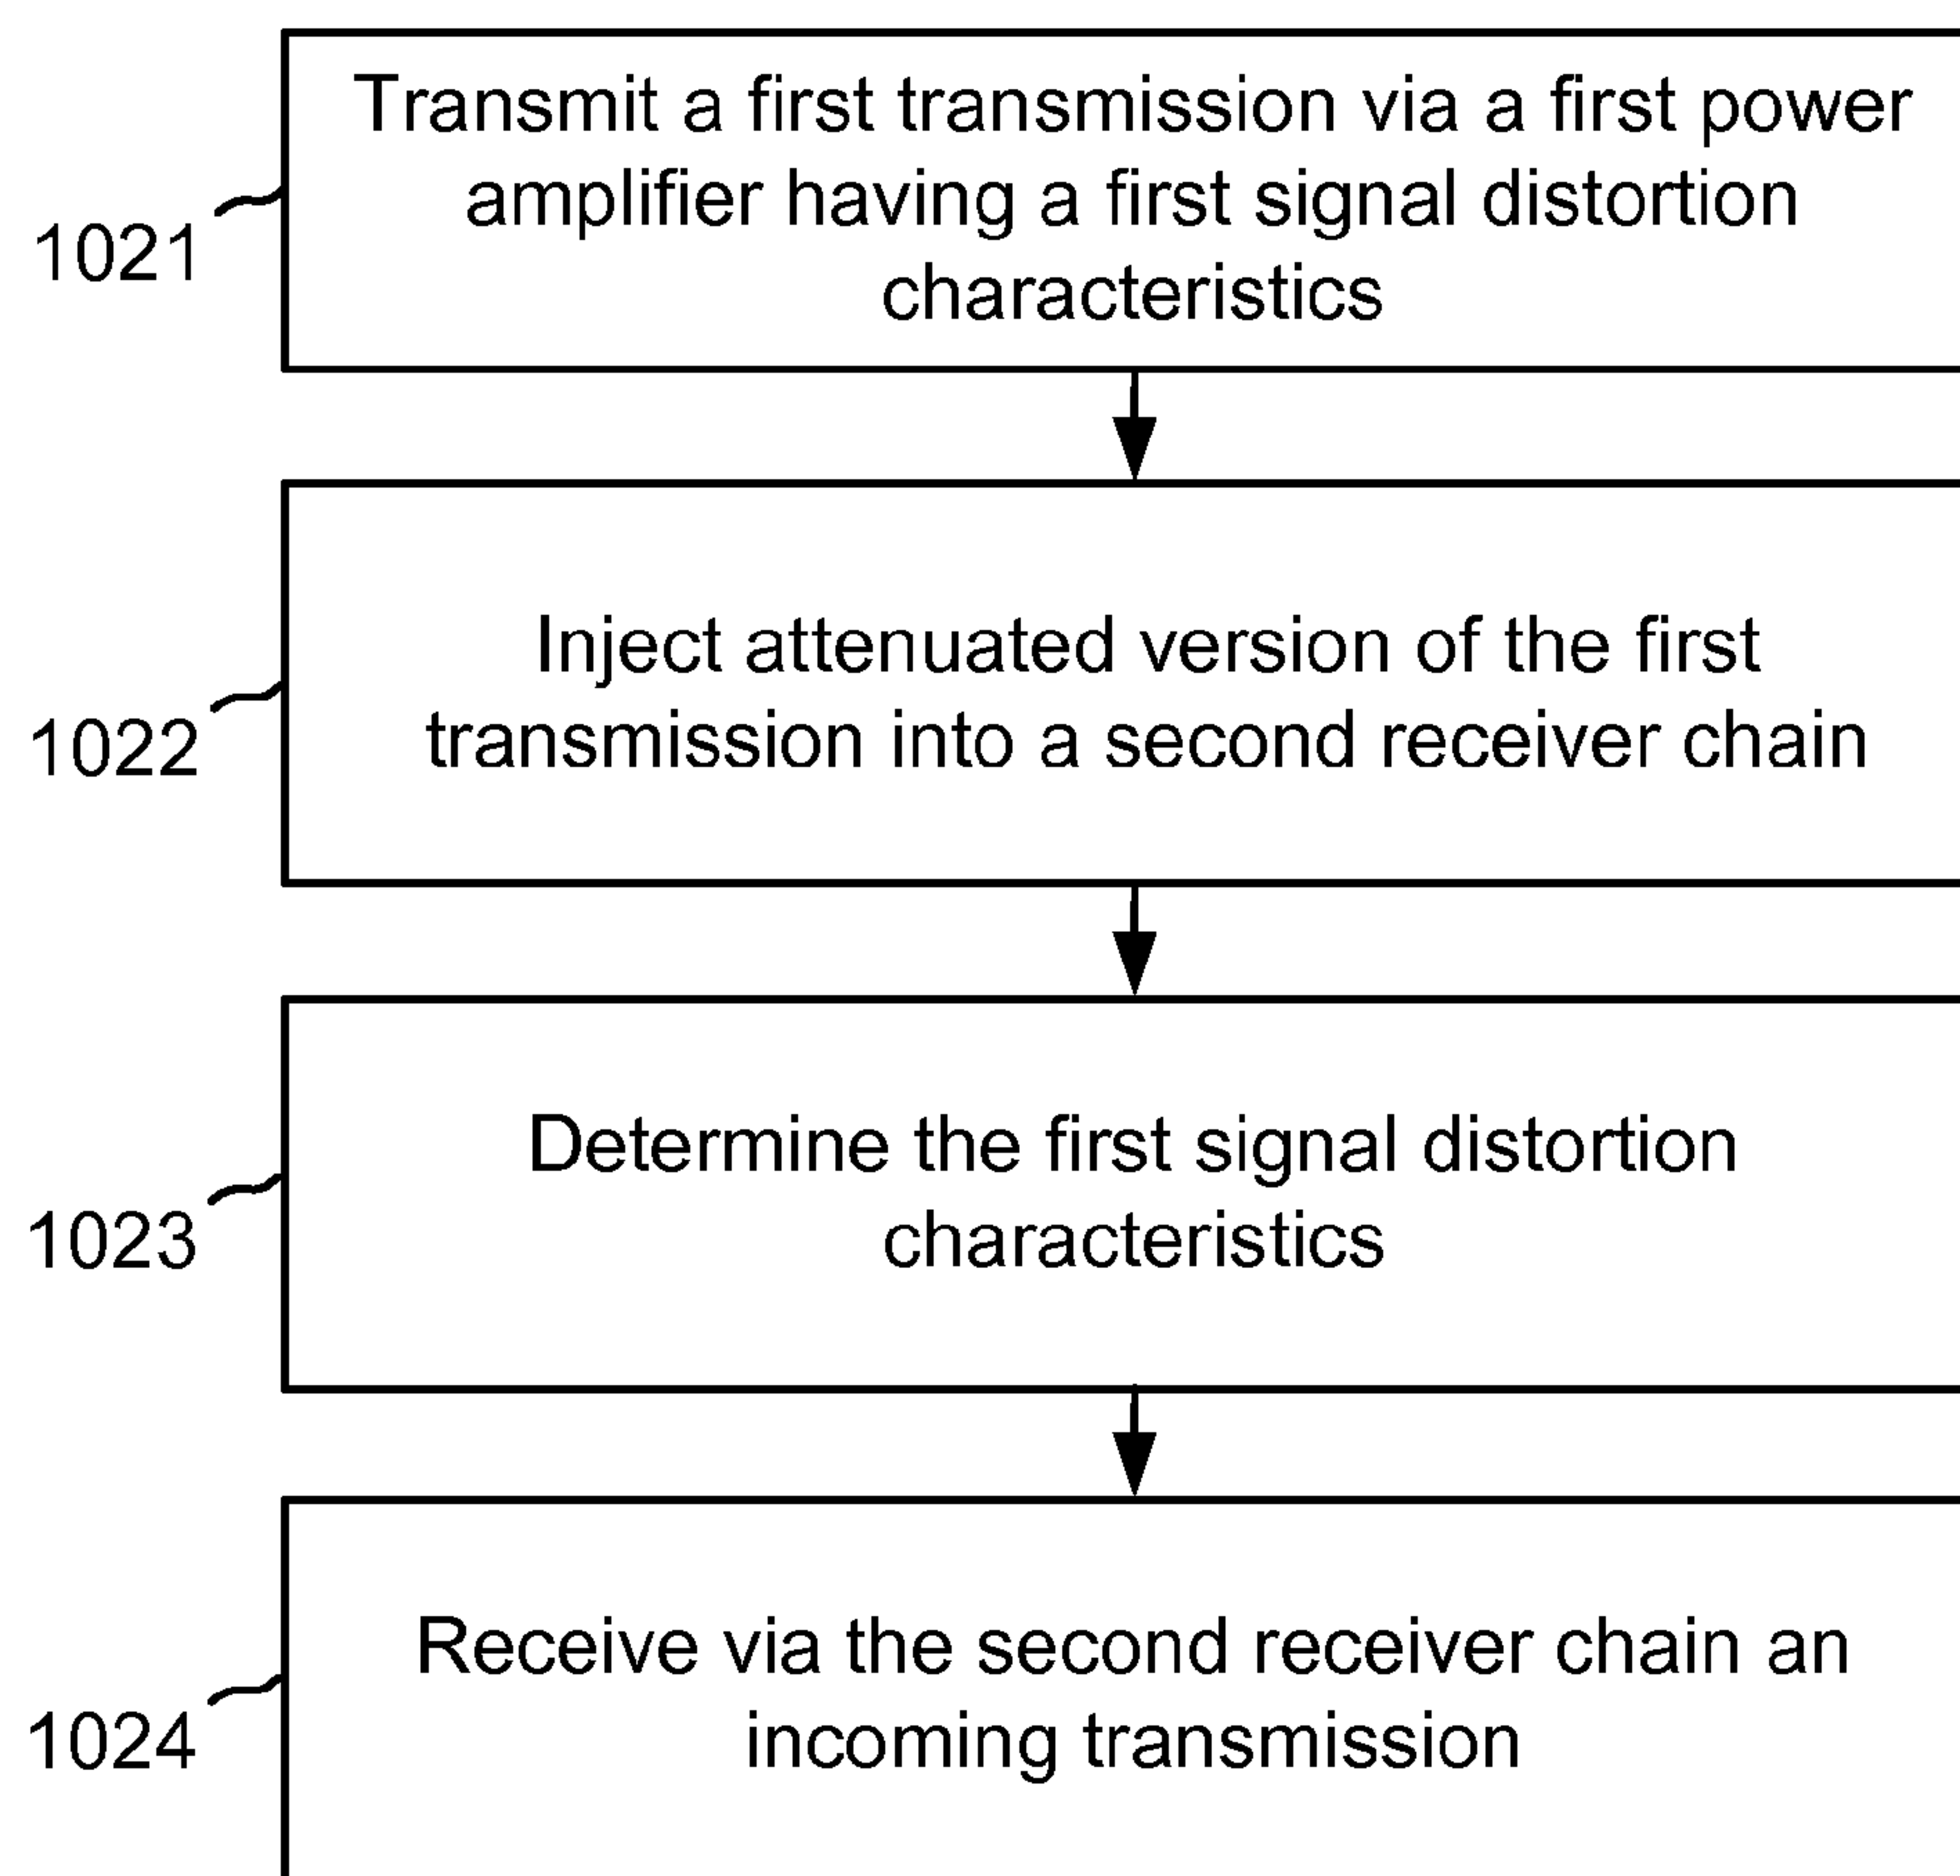 Transmit a first transmission via a first power
amplifier having a first signal distortion
characteristics
1021
Inject attenuated version of the first
transmission into a second receiver chain
1022
Determine the first signal distortion
characteristics
1023
Receive via the second receiver chain an
incoming transmission
1024